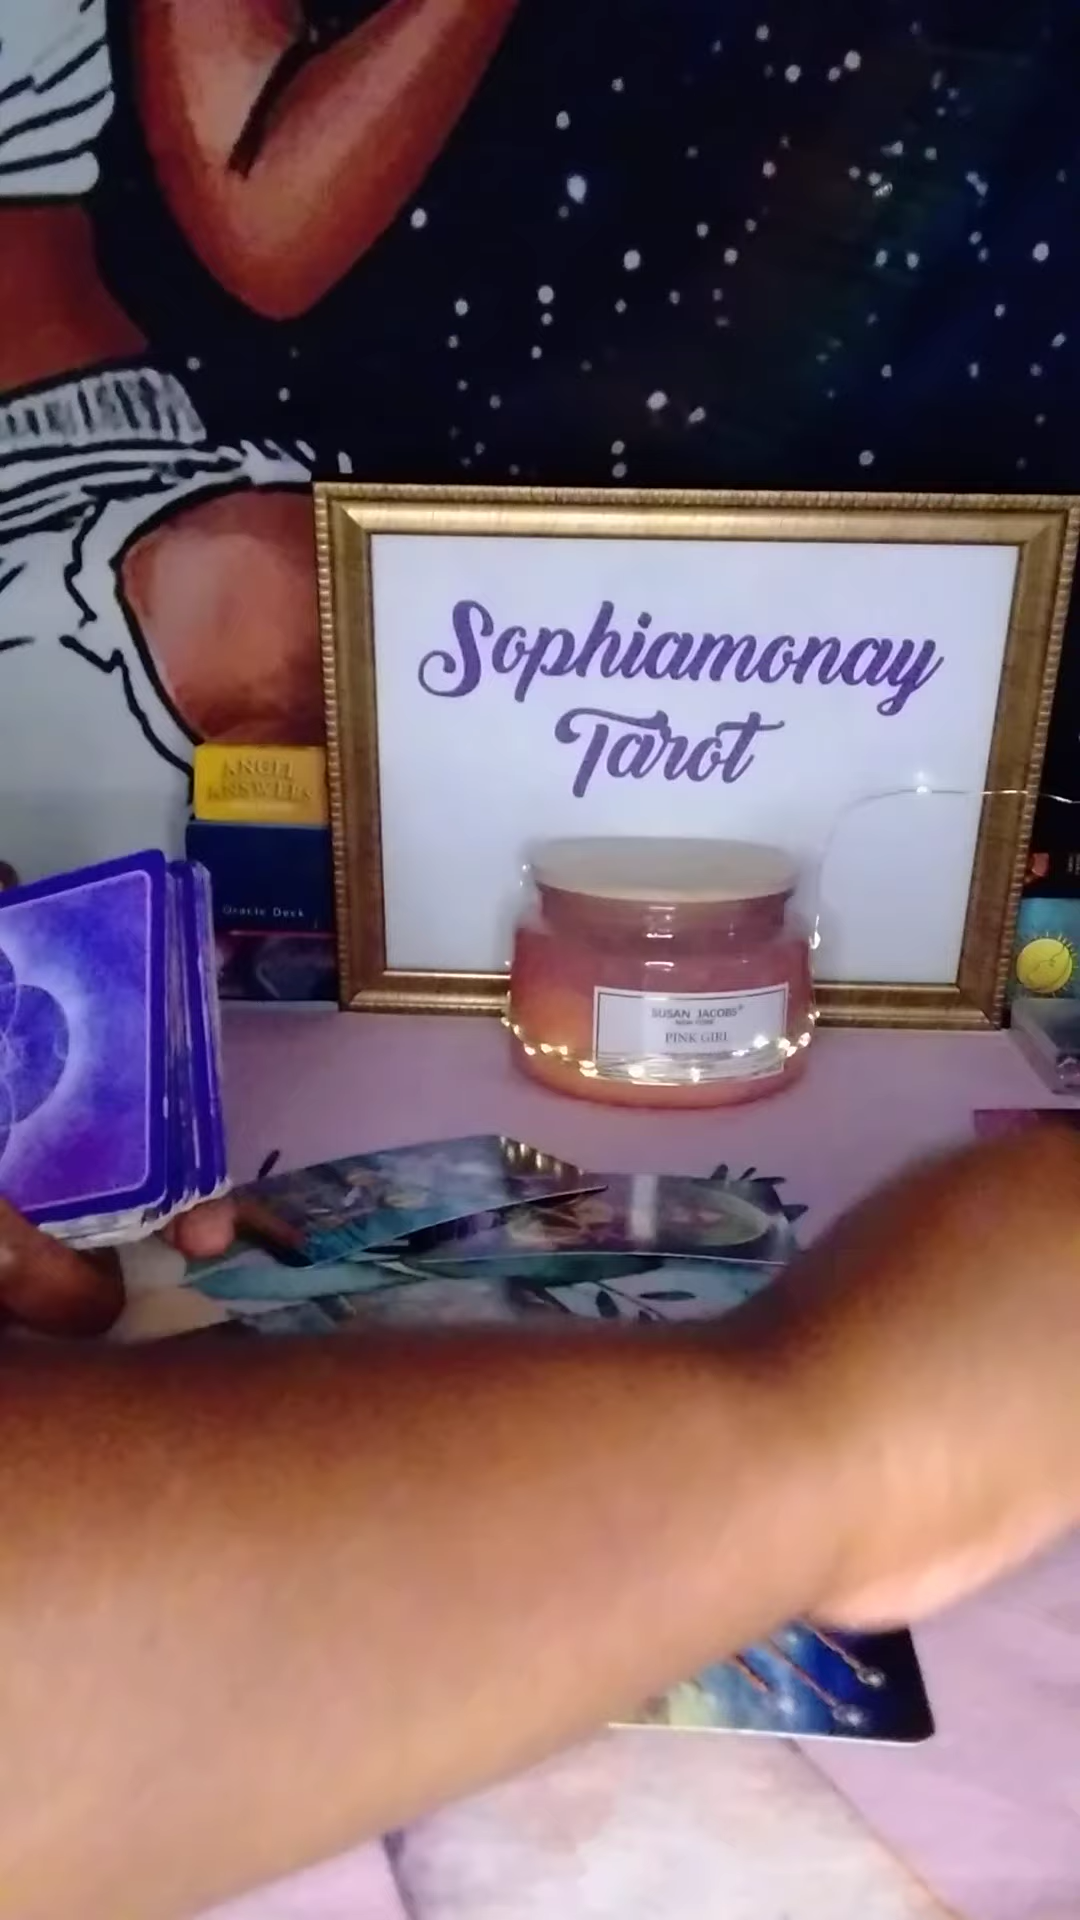 Sophiamonay
Tarot
ANGEL
ANSWERS
Oracle Deck
SUSAN JACOBS®
NEW YORK
PINK GIRL